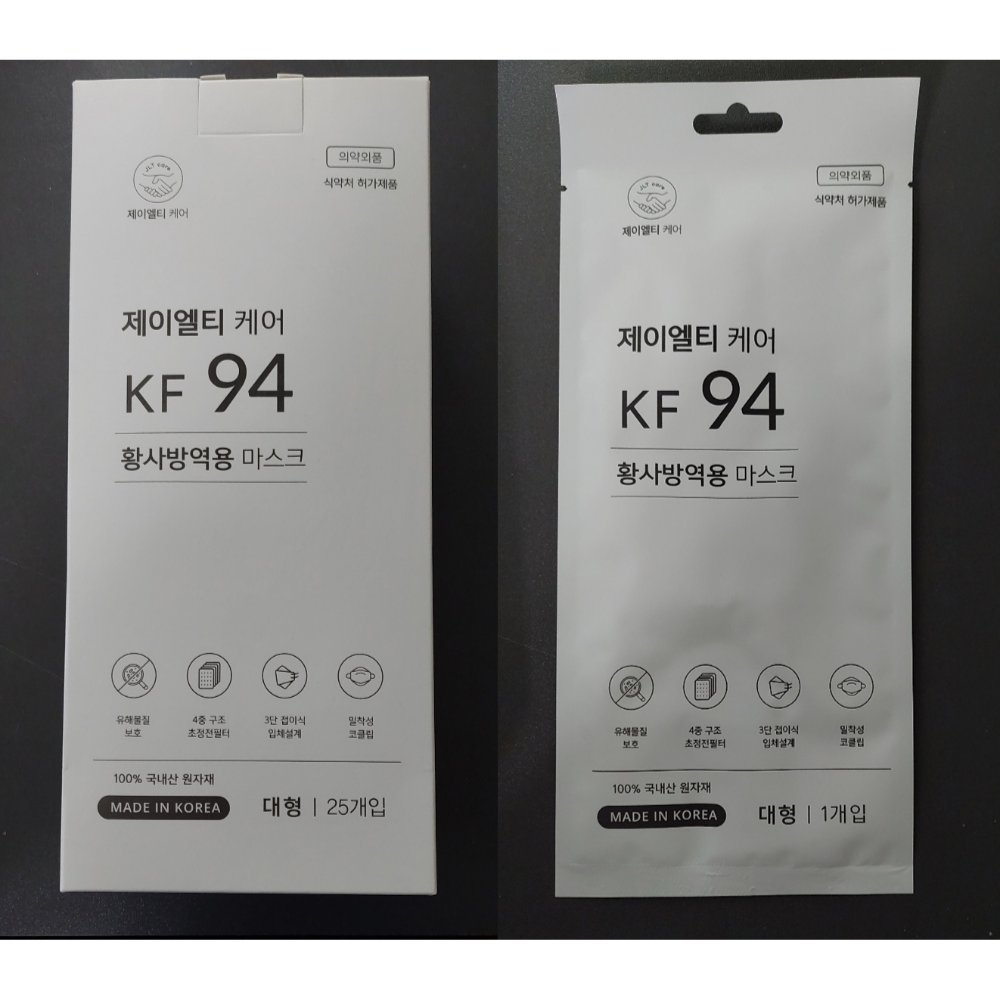 JLT care
제이엘티 케어
의약외품
식약처 허가제품
제이엘티 케어
KF 94
황사방역용 마스크
유해물질
보호
4중 구조
초정전필터
3단 접이식
입체설계
밀착성
코클립
100% 국내산 원자재
MADE IN KOREA
대형 | 25개입
JLT care
제이엘티 케어
의약외품
식약처 허가제품
제이엘티 케어
KF 94
황사방역용 마스크
유해물질
보호
4중 구조
초정전필터
3단 접이식
입체설계
밀착성
코클립
100% 국내산 원자재
MADE IN KOREA
대형 | 1개입